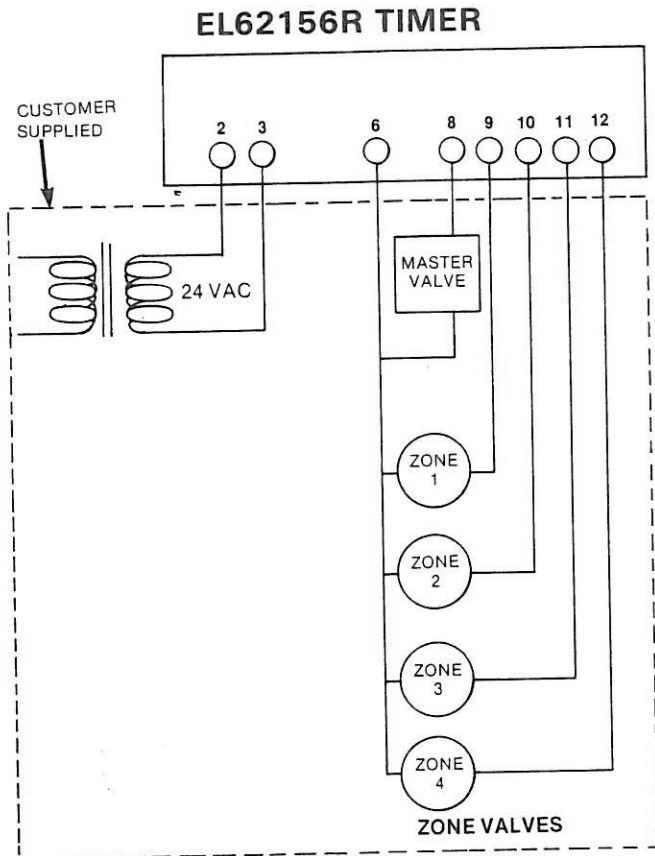 EL62156R TIMER
CUSTOMER
SUPPLIED
2 3 6 8 9 10 11 12
MASTER
VALVE
24 VAC
ZONE
1
ZONE
2
ZONE
3
ZONE
4
ZONE VALVES